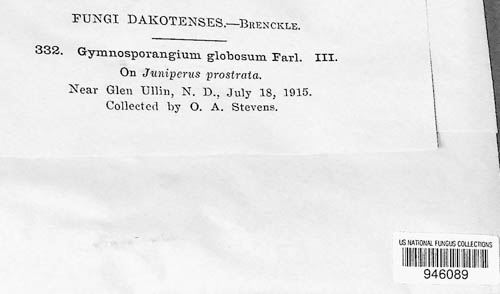 FUNGI DAKOTENSES.—BRENCKLE.
332. Gymnosporangium globosum Farl. III.
On Juniperus prostrata.
Near Glen Ullin, N. D., July 18, 1915.
Collected by O. A. Stevens.
US NATIONAL FUNGUS COLLECTIONS
946089